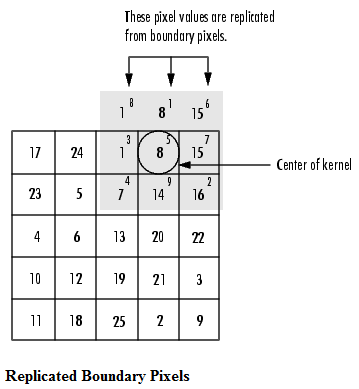 These pixel values are replicated
from boundary pixels.
1 8 8 1 15 6
17 24 1 3 8 5 15 7
Center of kernel
23 5 7 4 14 9 16 2
4 6 13 20 22
10 12 19 21 3
11 18 25 2 9
Replicated Boundary Pixels